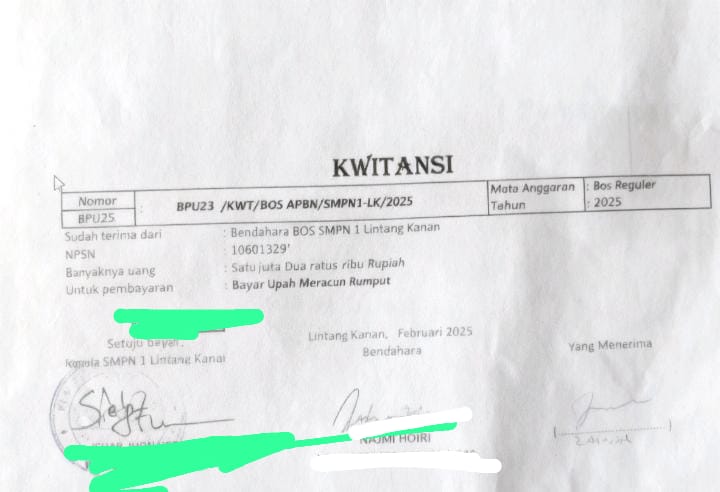 KWITANSI
Nomor : BPU23 /KWT/BOS APBN/SMPN1-LK/2025 Mata Anggaran : Bos Reguler
BPU25 Tahun : 2025
Sudah terima dari : Bendahara BOS SMPN 1 Lintang Kanan
NPSN : 10601329'
Banyaknya uang : Satu juta Dua ratus ribu Rupiah
Untuk pembayaran : Bayar Upah Meracun Rumput
Setuju bayar.
Lintang Kanan, Februari 2025
Kepala SMPN 1 Lintang Kanan
Bendahara
Yang Menerima
NAOMI HOIRI